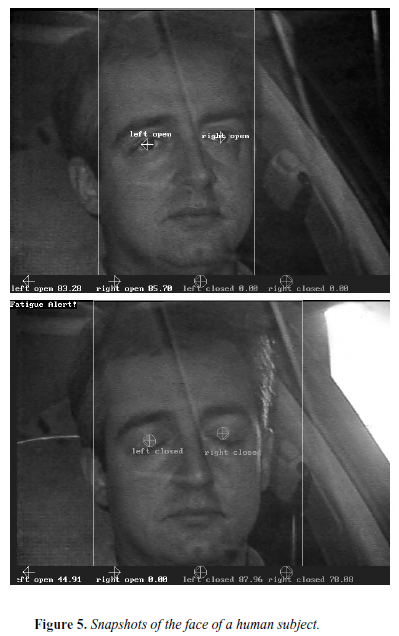 left open
right open
left open 83.28 right open 85.70 left closed 0.00 right closed 0.00
Fatigue Alert!
left closed
right closed
eft open 44.91 right open 0.00 left closed 87.96 right closed 70.08
Figure 5. Snapshots of the face of a human subject.